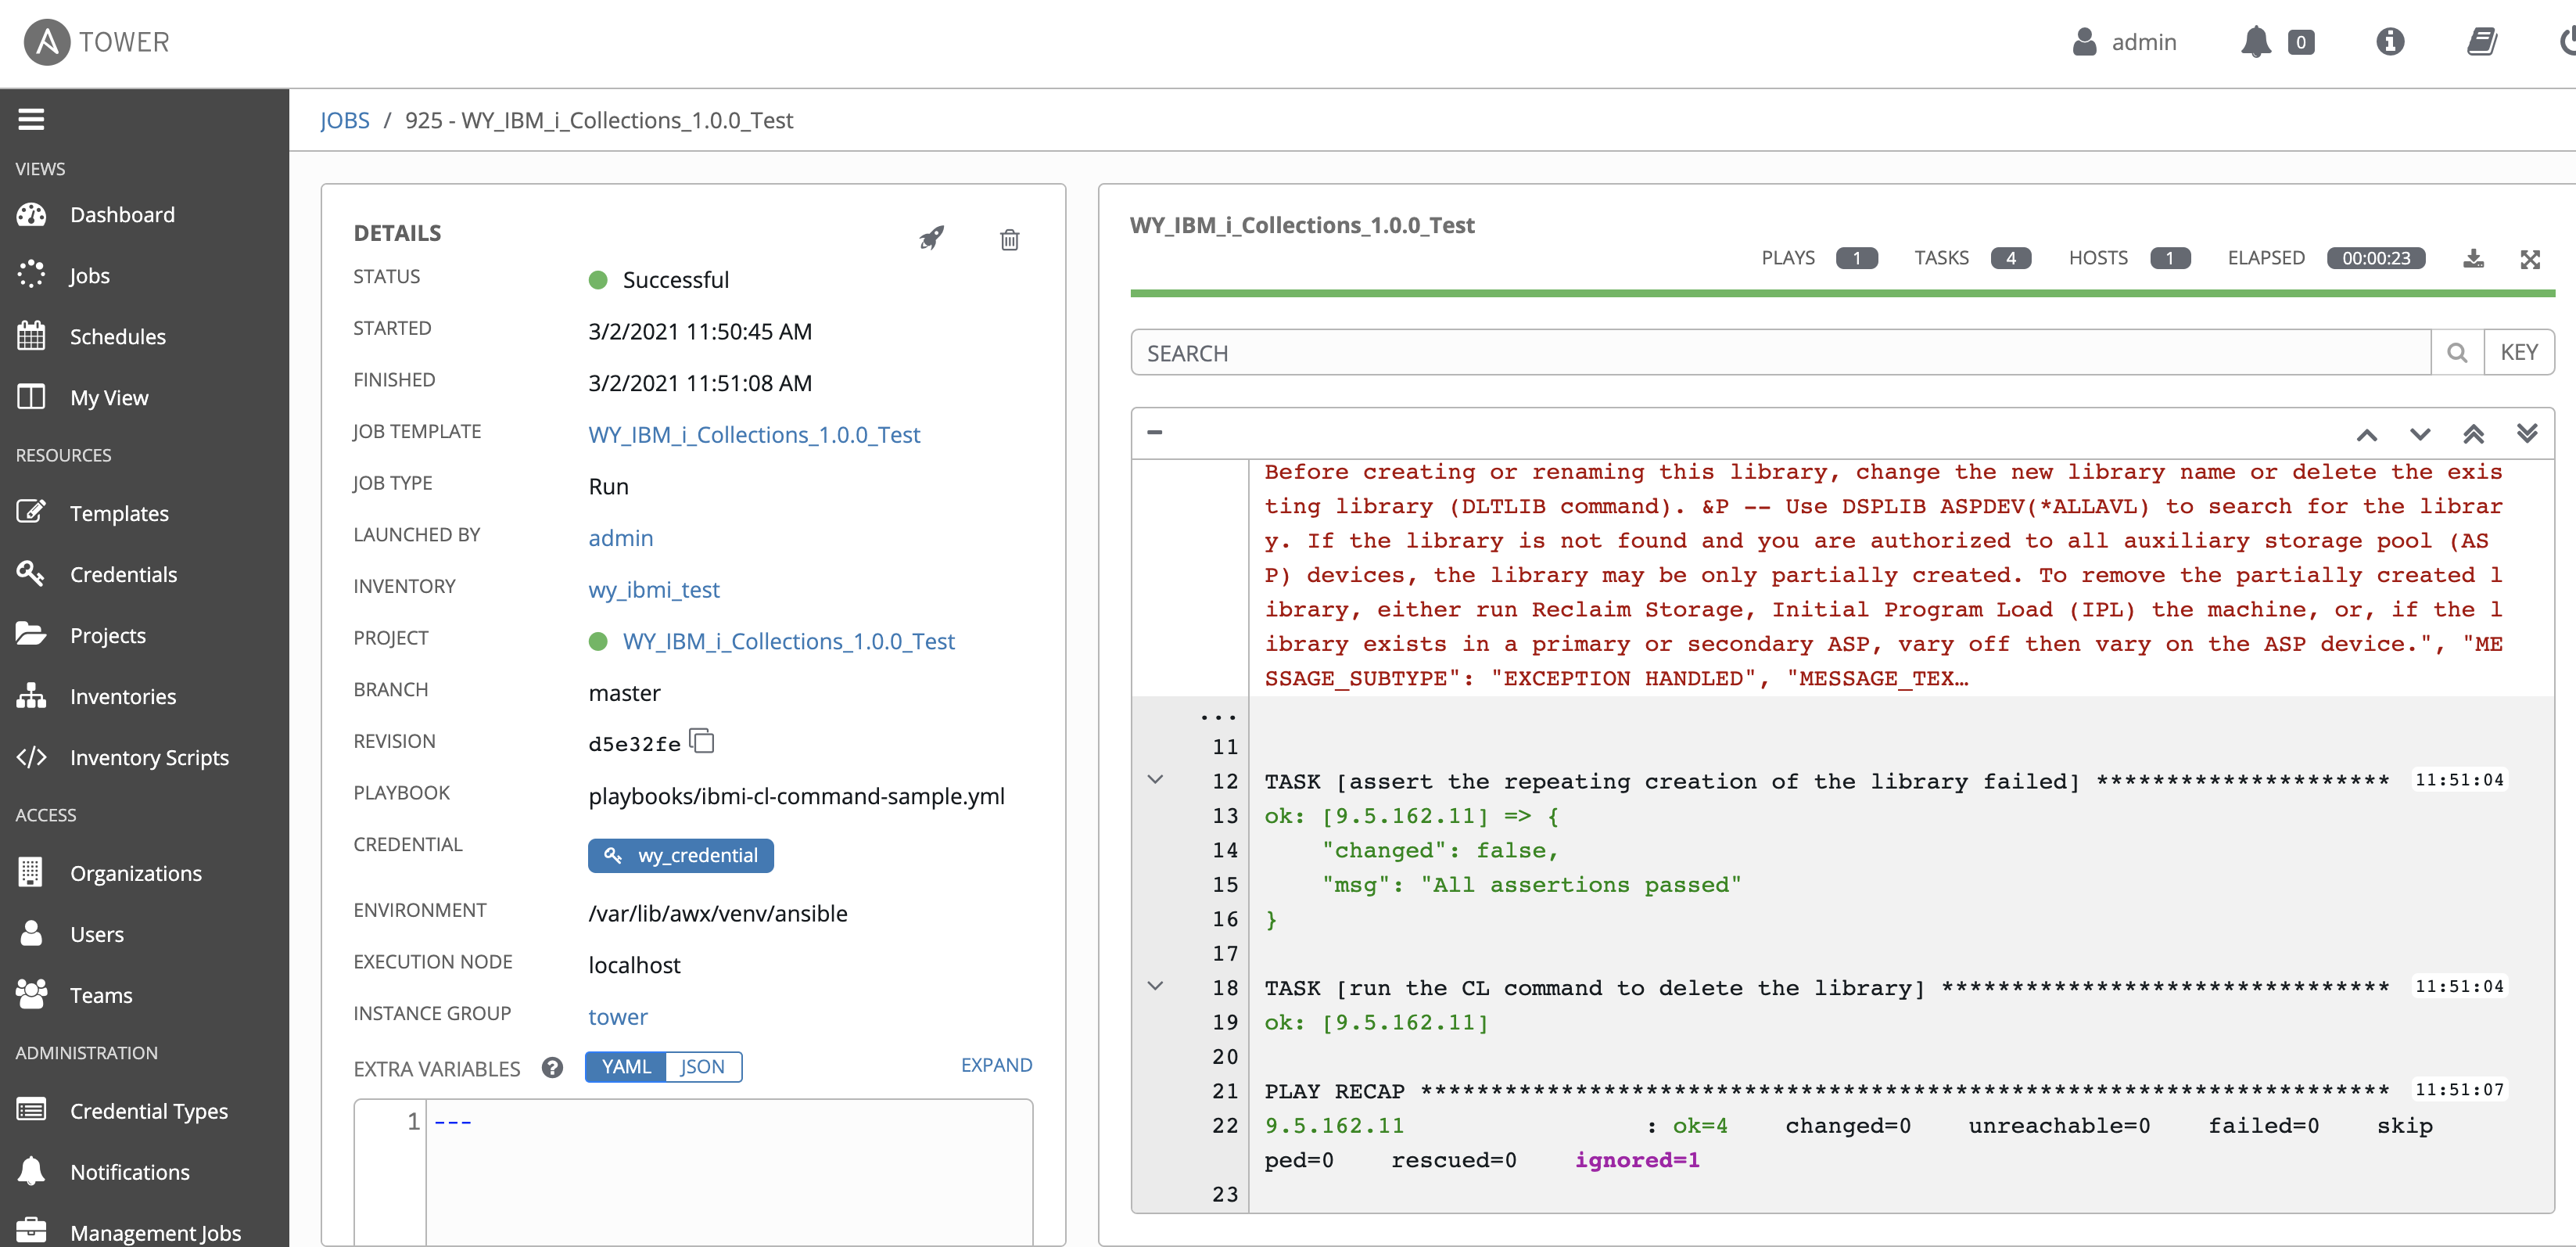 TOWER
admin
0
JOBS / 925 - WY_IBM_i_Collections_1.0.0_Test
VIEWS
Dashboard
Jobs
Schedules
My View
RESOURCES
Templates
Credentials
Projects
Inventories
Inventory Scripts
ACCESS
Organizations
Users
Teams
ADMINISTRATION
Credential Types
Notifications
Management Jobs
DETAILS
STATUS Successful
STARTED 3/2/2021 11:50:45 AM
FINISHED 3/2/2021 11:51:08 AM
JOB TEMPLATE WY_IBM_i_Collections_1.0.0_Test
JOB TYPE Run
LAUNCHED BY admin
INVENTORY wy_ibmi_test
PROJECT WY_IBM_i_Collections_1.0.0_Test
BRANCH master
REVISION d5e32fe
PLAYBOOK playbooks/ibmi-cl-command-sample.yml
CREDENTIAL wy_credential
ENVIRONMENT /var/lib/awx/venv/ansible
EXECUTION NODE localhost
INSTANCE GROUP tower
EXTRA VARIABLES ? YAML JSON EXPAND
1 ---
WY_IBM_i_Collections_1.0.0_Test
PLAYS 1 TASKS 4 HOSTS 1 ELAPSED 00:00:23
SEARCH KEY
Before creating or renaming this library, change the new library name or delete the exis
ting library (DLTLIB command). &P -- Use DSPLIB ASPDEV(*ALLAVL) to search for the librar
y. If the library is not found and you are authorized to all auxiliary storage pool (AS
P) devices, the library may be only partially created. To remove the partially created l
ibrary, either run Reclaim Storage, Initial Program Load (IPL) the machine, or, if the l
ibrary exists in a primary or secondary ASP, vary off then vary on the ASP device.", "ME
SSAGE_SUBTYPE": "EXCEPTION HANDLED", "MESSAGE_TEX…
...
11
12 TASK [assert the repeating creation of the library failed] ********************* 11:51:04
13 ok: [9.5.162.11] => {
14 "changed": false,
15 "msg": "All assertions passed"
16 }
17
18 TASK [run the CL command to delete the library] ******************************** 11:51:04
19 ok: [9.5.162.11]
20
21 PLAY RECAP ********************************************************************* 11:51:07
22 9.5.162.11 : ok=4 changed=0 unreachable=0 failed=0 skip
ped=0 rescued=0 ignored=1
23